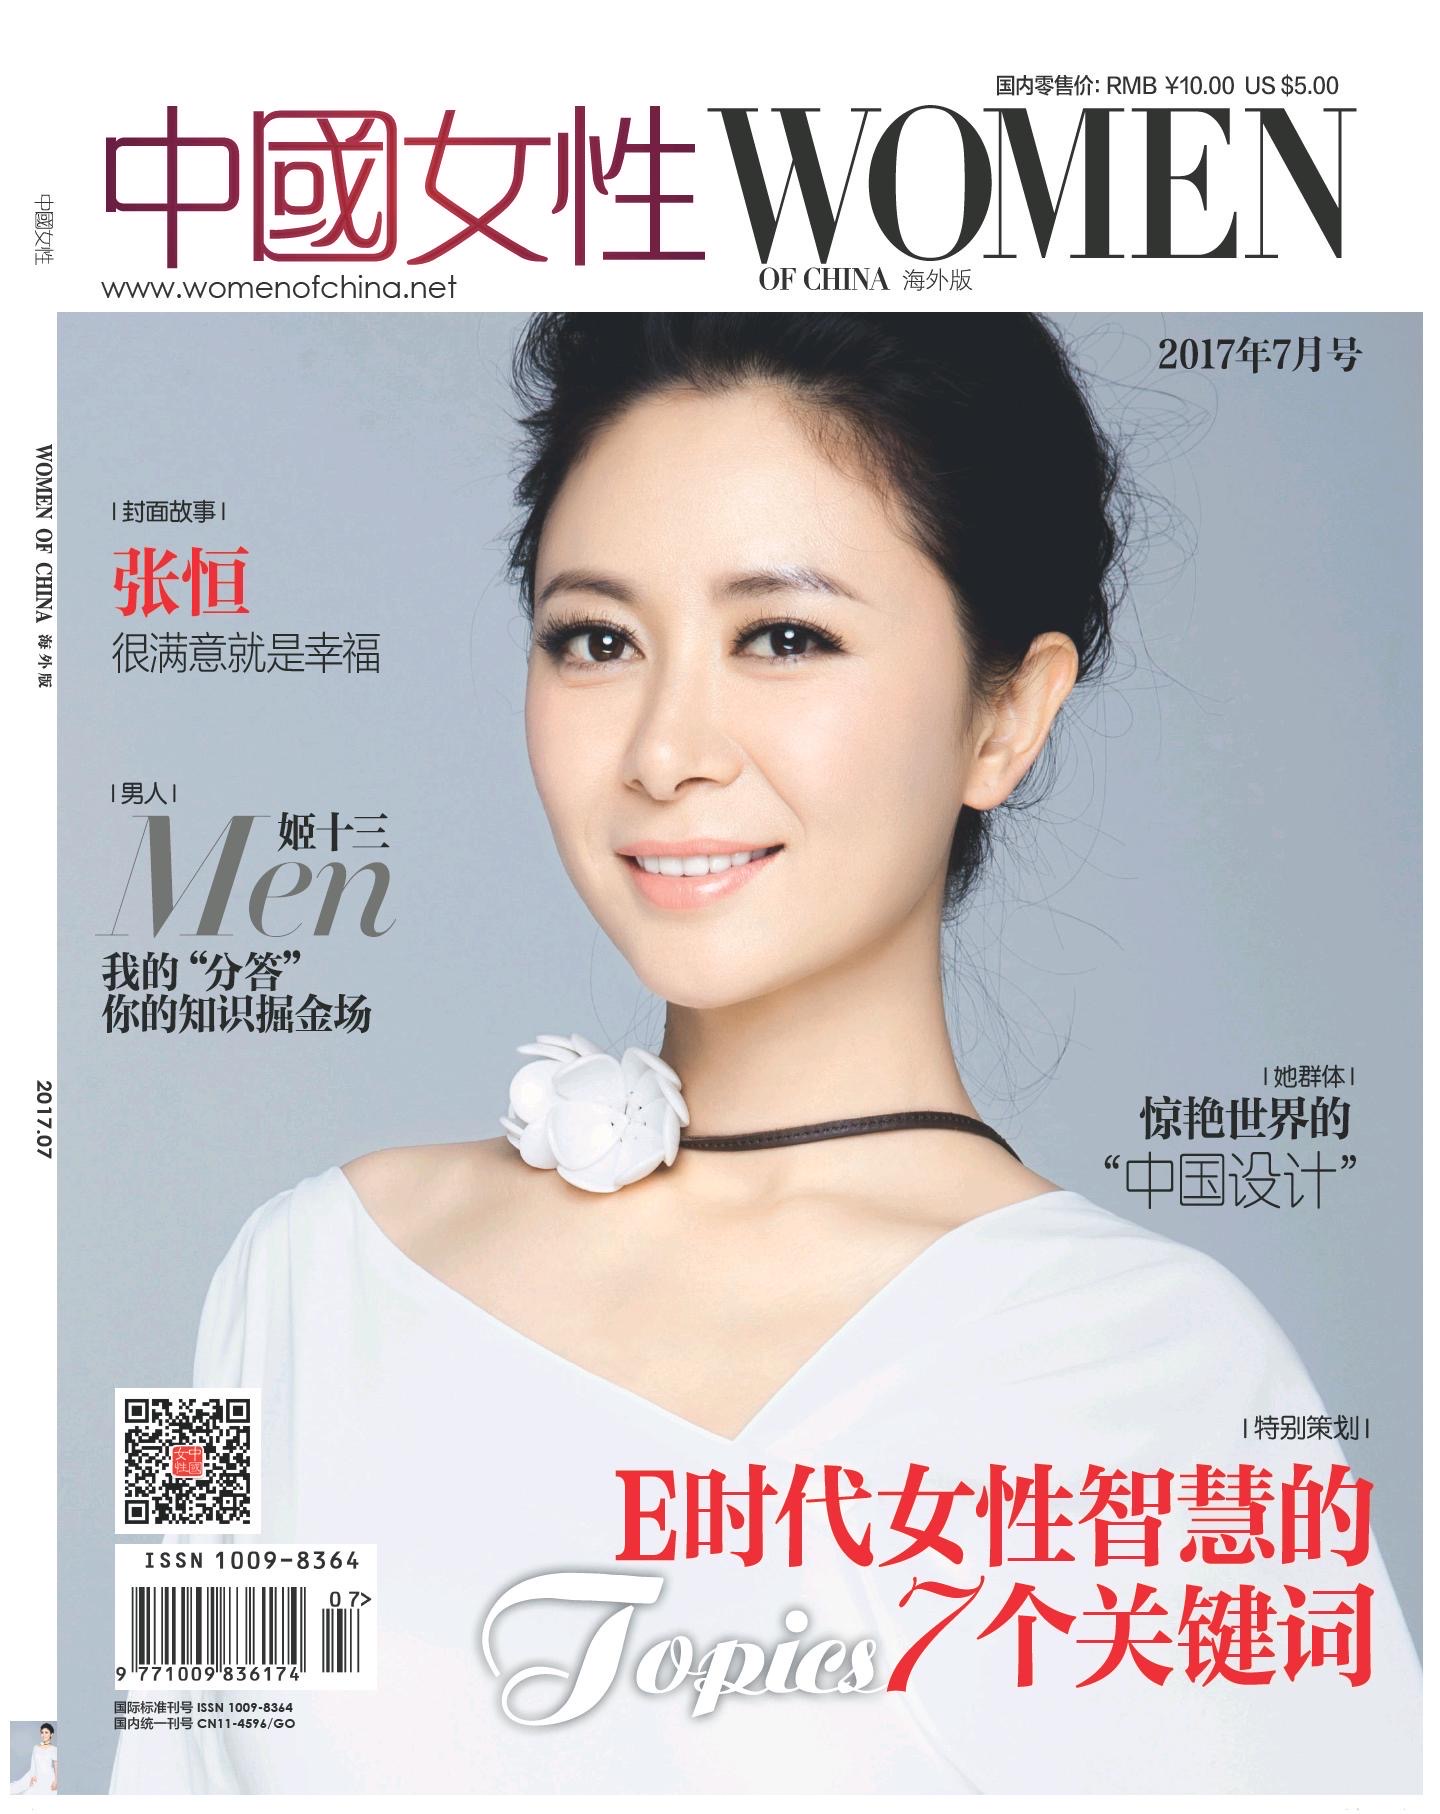 国内零售价: RMB ¥10.00 US $5.00
中國女性 WOMEN
OF CHINA 海外版
www.womenofchina.net
2017年7月号
封面故事
张恒
很满意就是幸福
男人
Men
姬十三
我的“分答”
你的知识掘金场
她群体
惊艳世界的
“中国设计”
特别策划
E时代女性智慧的
7个关键词
Topics
中國女性
ISSN 1009-8364
07>
9 771009 836174
国际标准刊号 ISSN 1009-8364
国内统一刊号 CN11-4596/GO
中國女性
WOMEN OF CHINA 海外版
2017.07